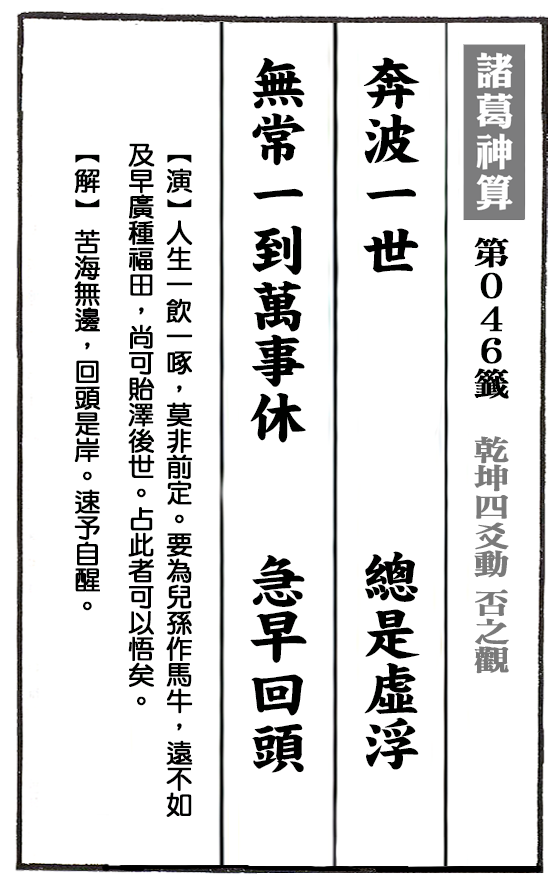 諸葛神算 第046籤 乾坤四爻動 否之觀
奔波一世 總是虛浮
無常一到萬事休 急早回頭
【演】人生一飲一啄，莫非前定。要為兒孫作馬牛，遠不如
及早廣種福田，尚可貽澤後世。占此者可以悟矣。
【解】 苦海無邊，回頭是岸。速予自醒。